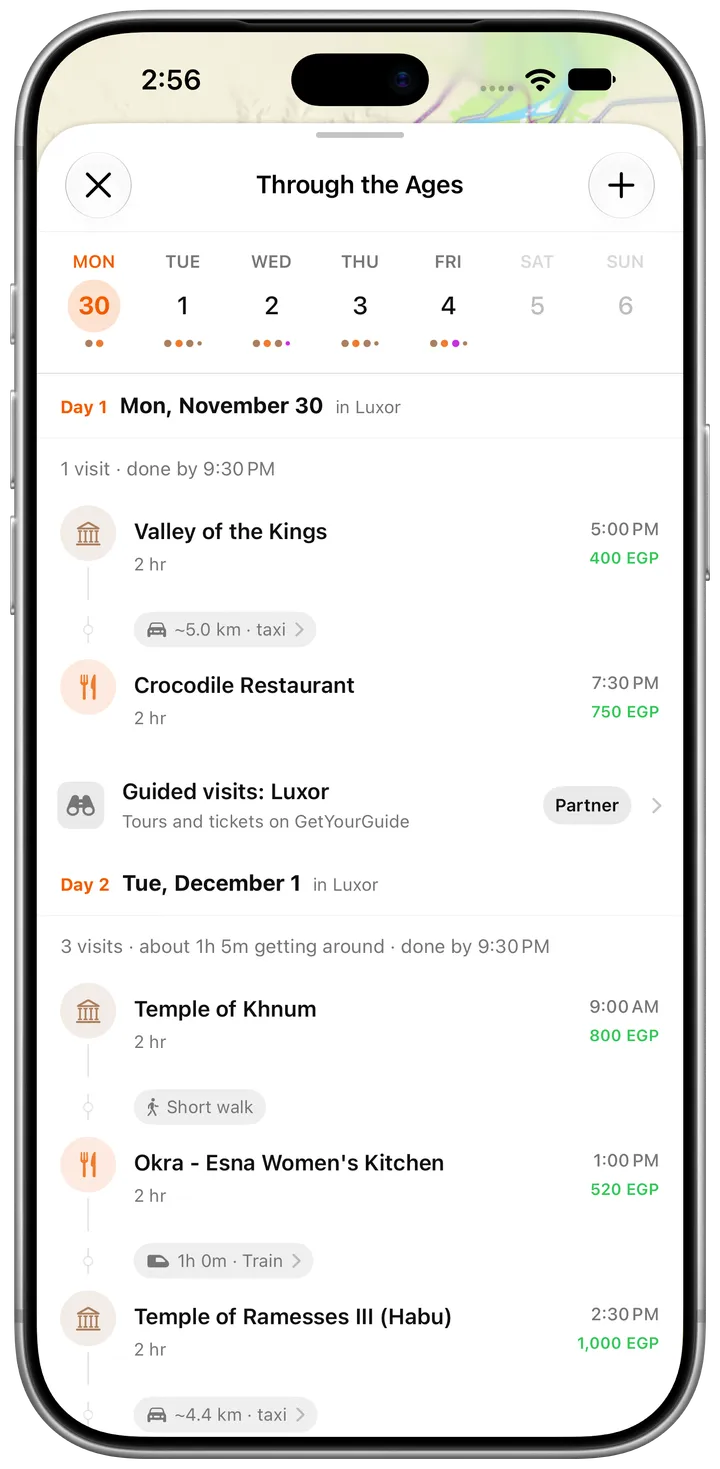 2:56
Through the Ages
MON TUE WED THU FRI SAT SUN
30 1 2 3 4 5 6
Day 1 Mon, November 30 in Luxor
1 visit · done by 9:30 PM
Valley of the Kings 5:00 PM
2 hr 400 EGP
~5.0 km · taxi
Crocodile Restaurant 7:30 PM
2 hr 750 EGP
Guided visits: Luxor
Tours and tickets on GetYourGuide
Partner
Day 2 Tue, December 1 in Luxor
3 visits · about 1h 5m getting around · done by 9:30 PM
Temple of Khnum 9:00 AM
2 hr 800 EGP
Short walk
Okra - Esna Women's Kitchen 1:00 PM
2 hr 520 EGP
1h 0m · Train
Temple of Ramesses III (Habu) 2:30 PM
2 hr 1,000 EGP
~4.4 km · taxi